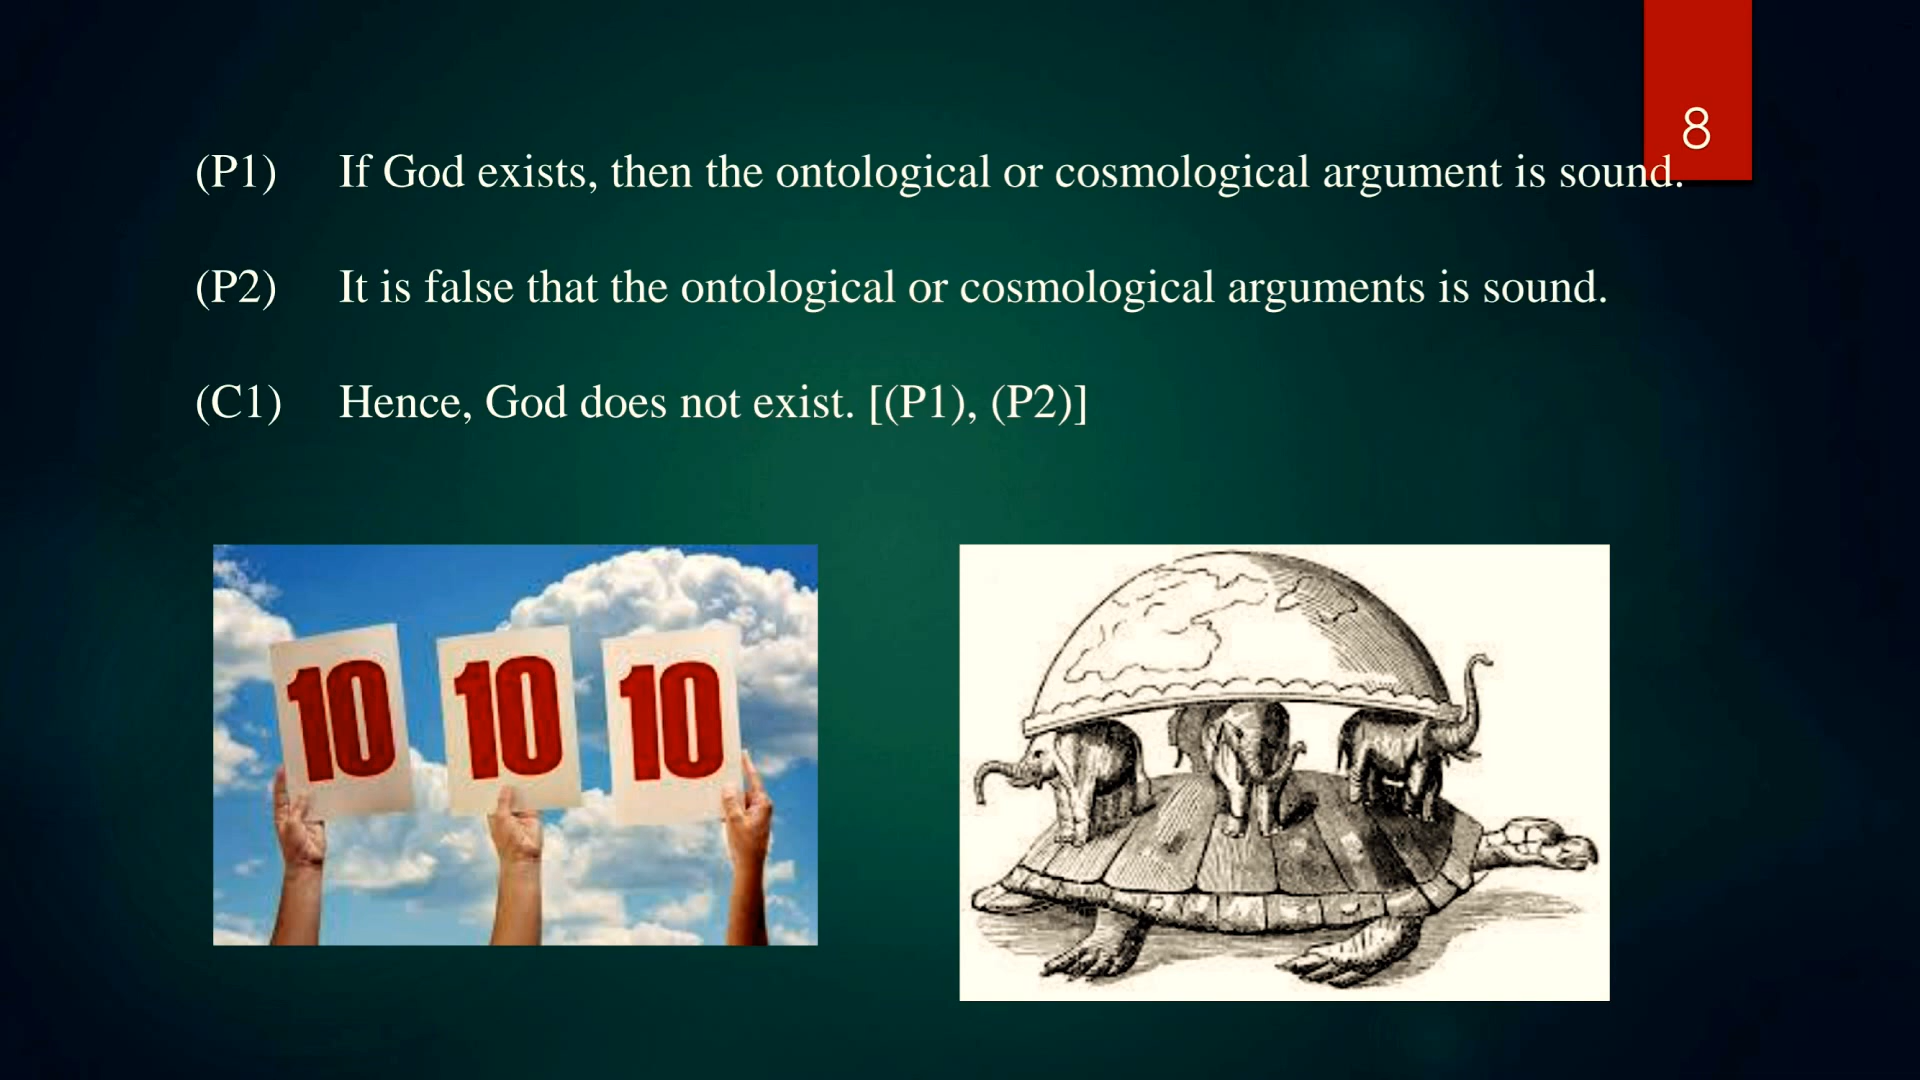 8
(P1) If God exists, then the ontological or cosmological argument is sound.
(P2) It is false that the ontological or cosmological arguments is sound.
(C1) Hence, God does not exist. [(P1), (P2)]
10 10 10